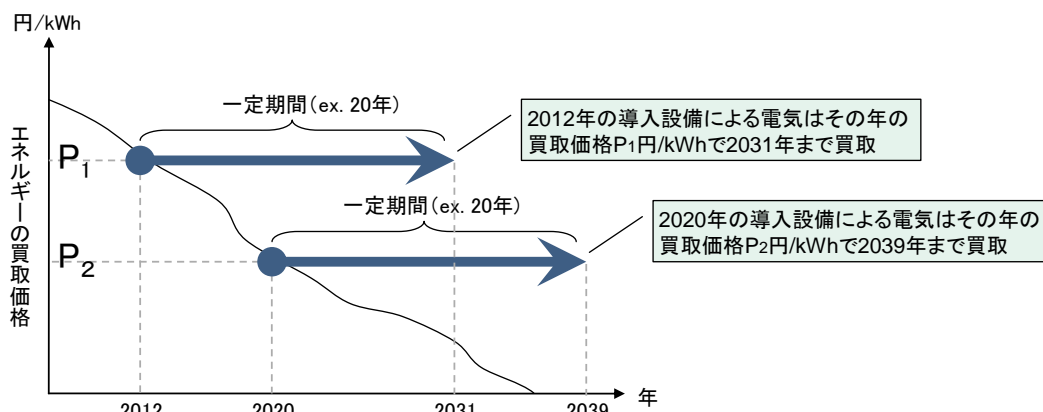 円/kWh
一定期間（ex. 20年）
2012年の導入設備による電気はその年の
買取価格P₁円/kWhで2031年まで買取
エネルギーの買取価格
P₁
一定期間（ex. 20年）
2020年の導入設備による電気はその年の
買取価格P₂円/kWhで2039年まで買取
P₂
年
2012
2020
2031
2039